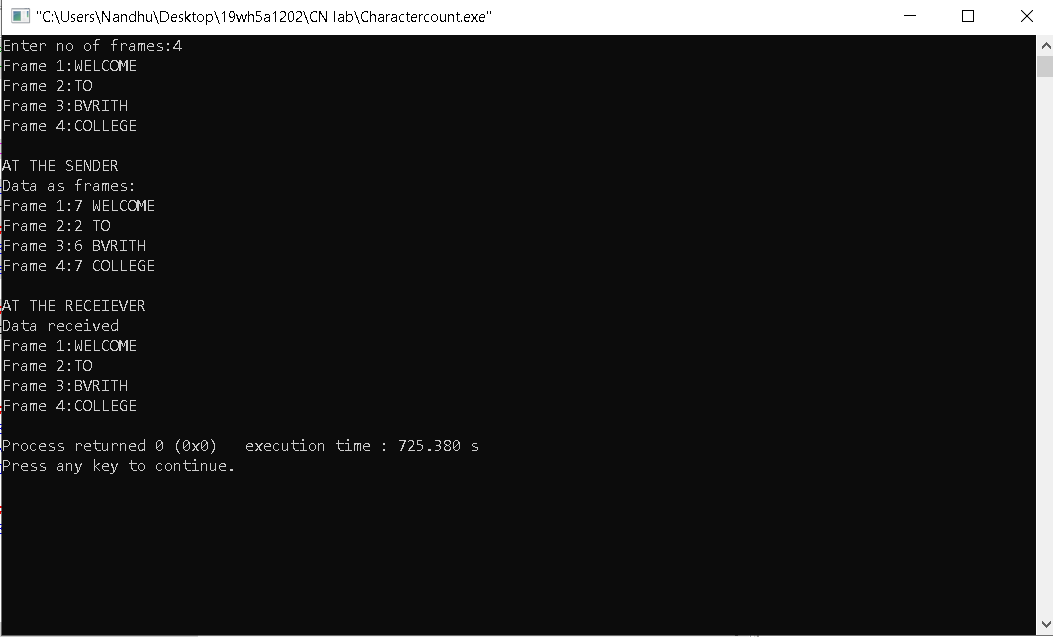 "C:\Users\Nandhu\Desktop\19wh5a1202\CN lab\Charactercount.exe"
Enter no of frames:4
Frame 1:WELCOME
Frame 2:TO
Frame 3:BVRITH
Frame 4:COLLEGE
AT THE SENDER
Data as frames:
Frame 1:7 WELCOME
Frame 2:2 TO
Frame 3:6 BVRITH
Frame 4:7 COLLEGE
AT THE RECEIEVER
Data received
Frame 1:WELCOME
Frame 2:TO
Frame 3:BVRITH
Frame 4:COLLEGE
Process returned 0 (0x0)   execution time : 725.380 s
Press any key to continue.